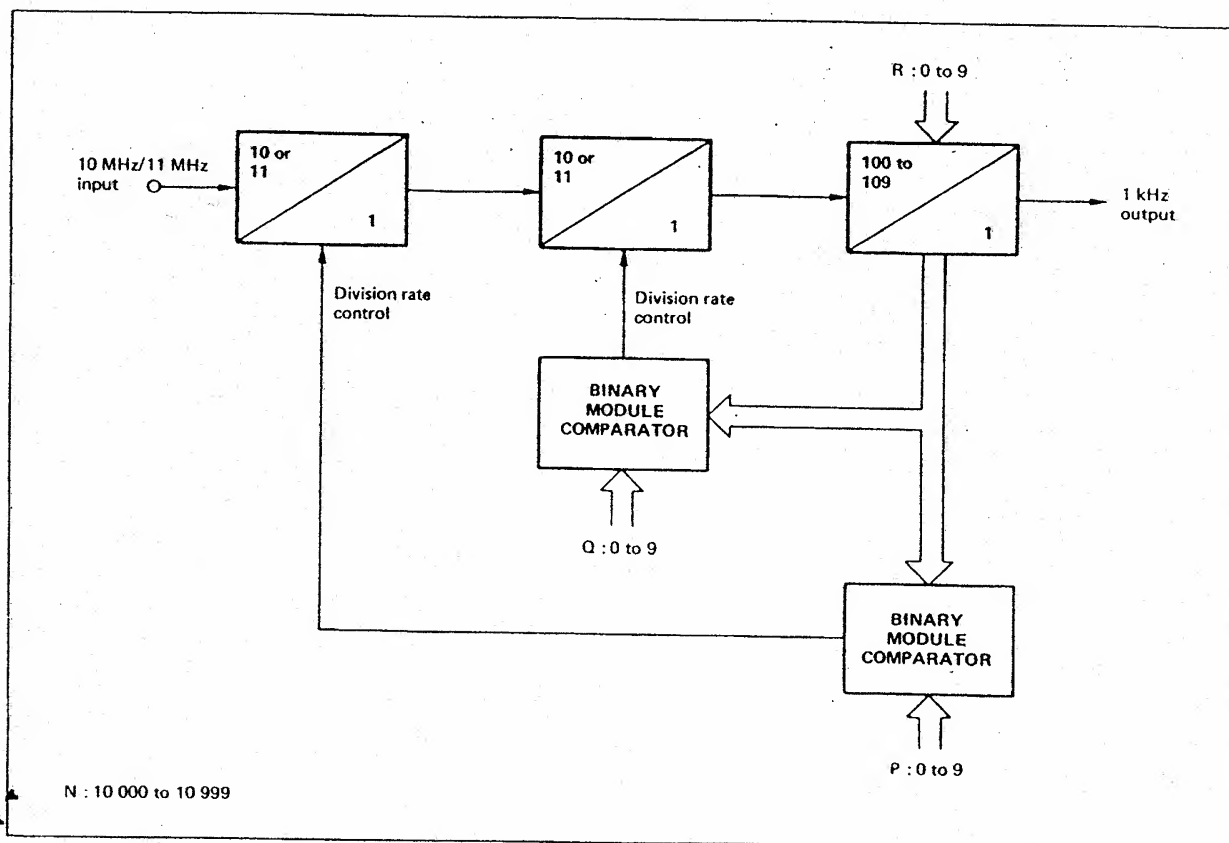 R : 0 to 9
10 MHz/11 MHz
input
10 or
11
1
10 or
11
1
100 to
109
1
1 kHz
output
Division rate
control
Division rate
control
BINARY
MODULE
COMPARATOR
Q : 0 to 9
BINARY
MODULE
COMPARATOR
P : 0 to 9
N : 10 000 to 10 999